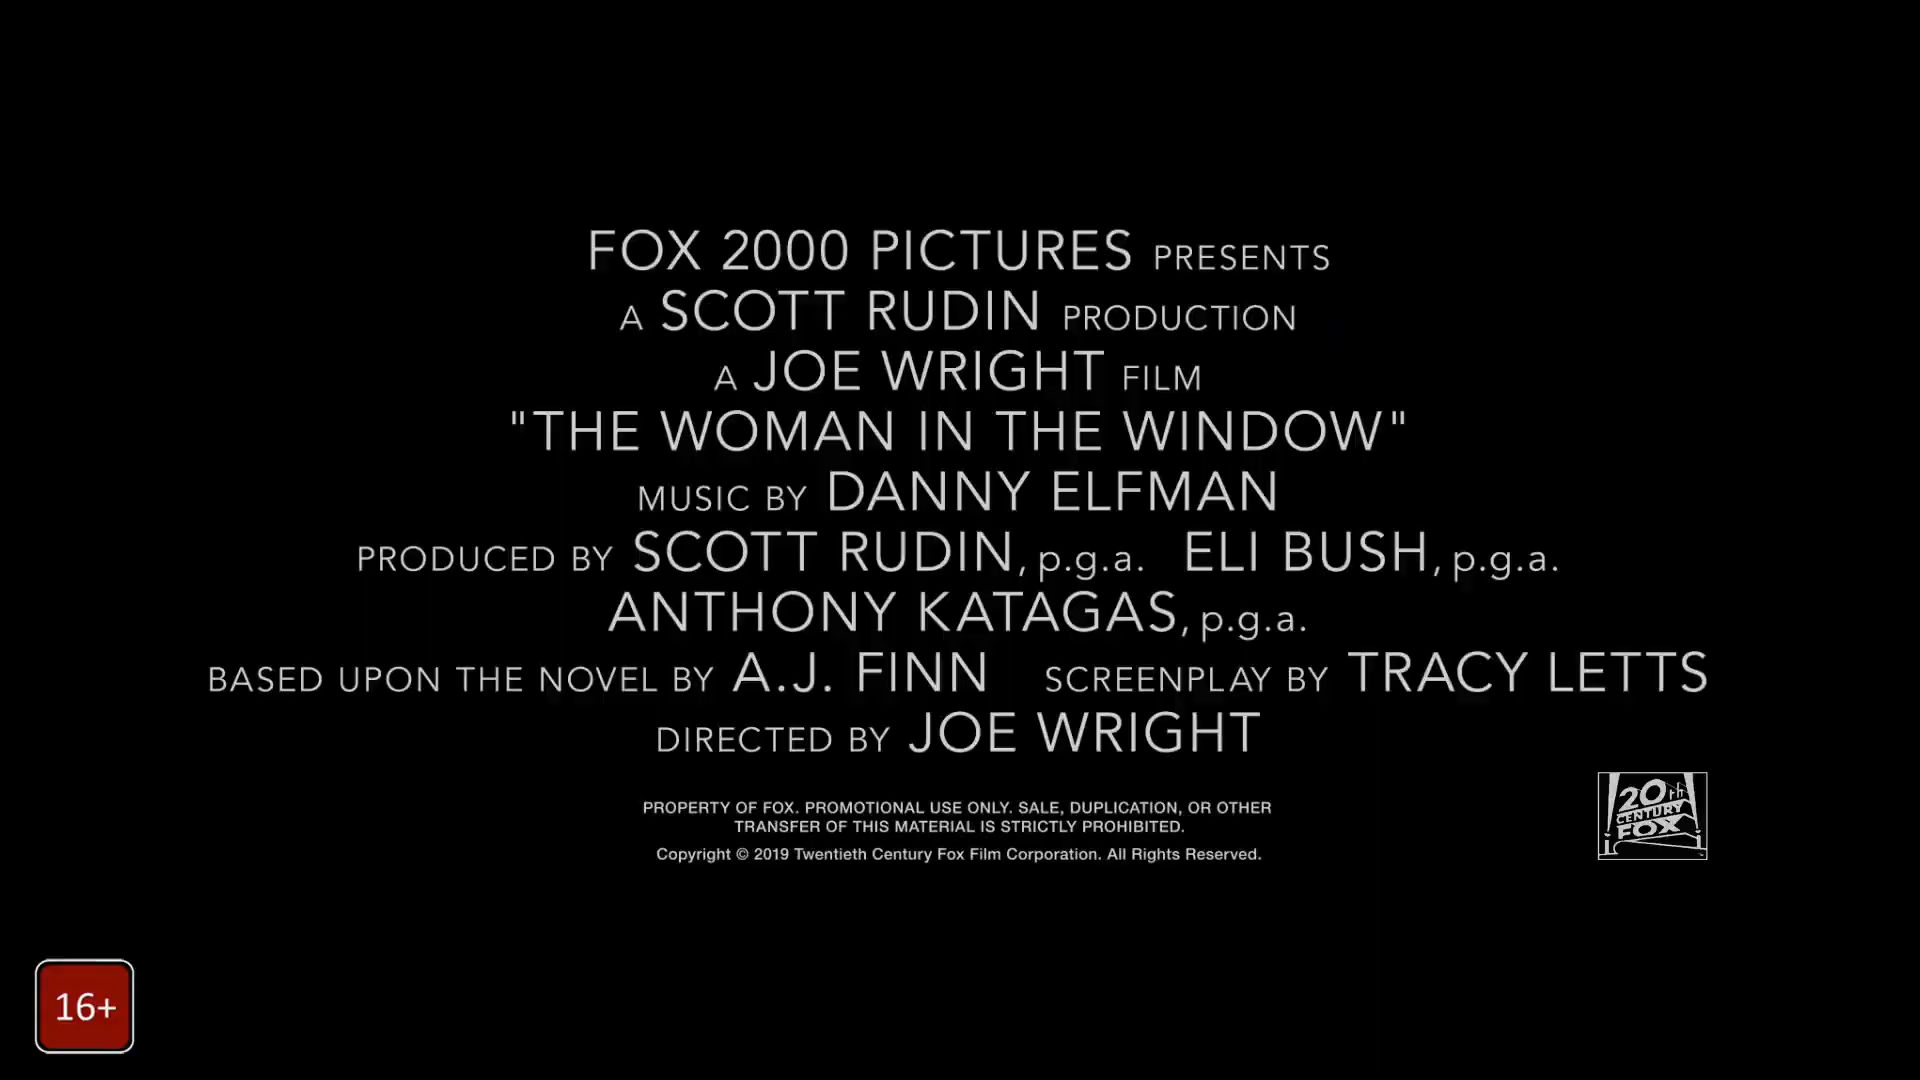 FOX 2000 PICTURES PRESENTS
A SCOTT RUDIN PRODUCTION
A JOE WRIGHT FILM
"THE WOMAN IN THE WINDOW"
MUSIC BY DANNY ELFMAN
PRODUCED BY SCOTT RUDIN, p.g.a. ELI BUSH, p.g.a.
ANTHONY KATAGAS, p.g.a.
BASED UPON THE NOVEL BY A.J. FINN SCREENPLAY BY TRACY LETTS
DIRECTED BY JOE WRIGHT
PROPERTY OF FOX. PROMOTIONAL USE ONLY. SALE, DUPLICATION, OR OTHER
TRANSFER OF THIS MATERIAL IS STRICTLY PROHIBITED.
Copyright © 2019 Twentieth Century Fox Film Corporation. All Rights Reserved.
20th
CENTURY
FOX
16+